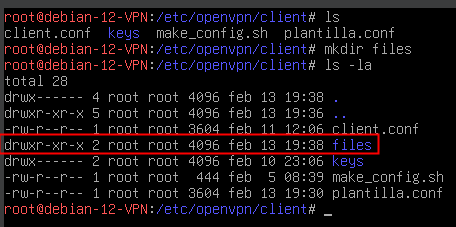 root@debian-12-VPN:/etc/openvpn/client# ls
client.conf keys make_config.sh plantilla.conf
root@debian-12-VPN:/etc/openvpn/client# mkdir files
root@debian-12-VPN:/etc/openvpn/client# ls -la
total 28
drwx------ 4 root root 4096 feb 13 19:38 .
drwxr-xr-x 5 root root 4096 feb 13 19:36 ..
-rw-r--r-- 1 root root 3604 feb 11 12:06 client.conf
drwxr-xr-x 2 root root 4096 feb 13 19:38 files
drwx------ 2 root root 4096 feb 10 23:06 keys
-rw-r--r-- 1 root root 444 feb 5 08:39 make_config.sh
-rw-r--r-- 1 root root 3604 feb 13 19:30 plantilla.conf
root@debian-12-VPN:/etc/openvpn/client# _